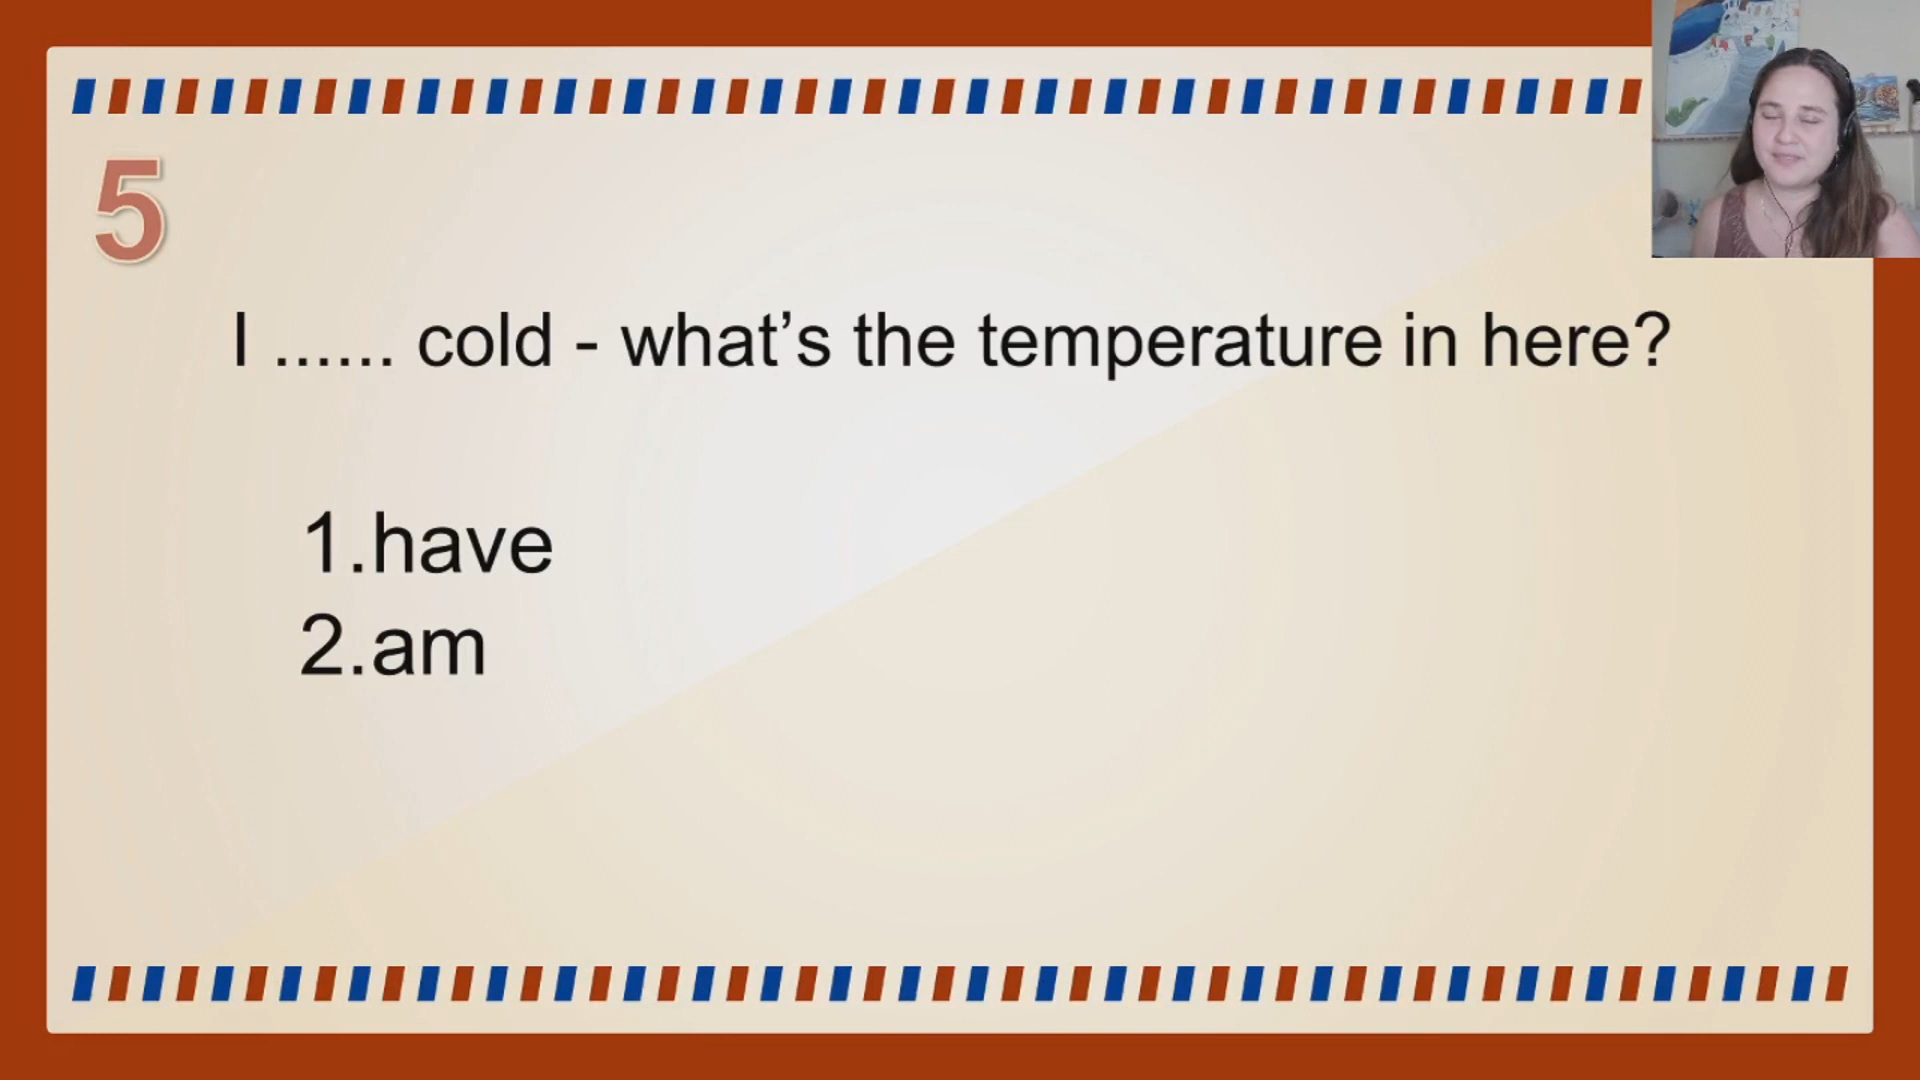 5
I ...... cold - what’s the temperature in here?
1.have
2.am